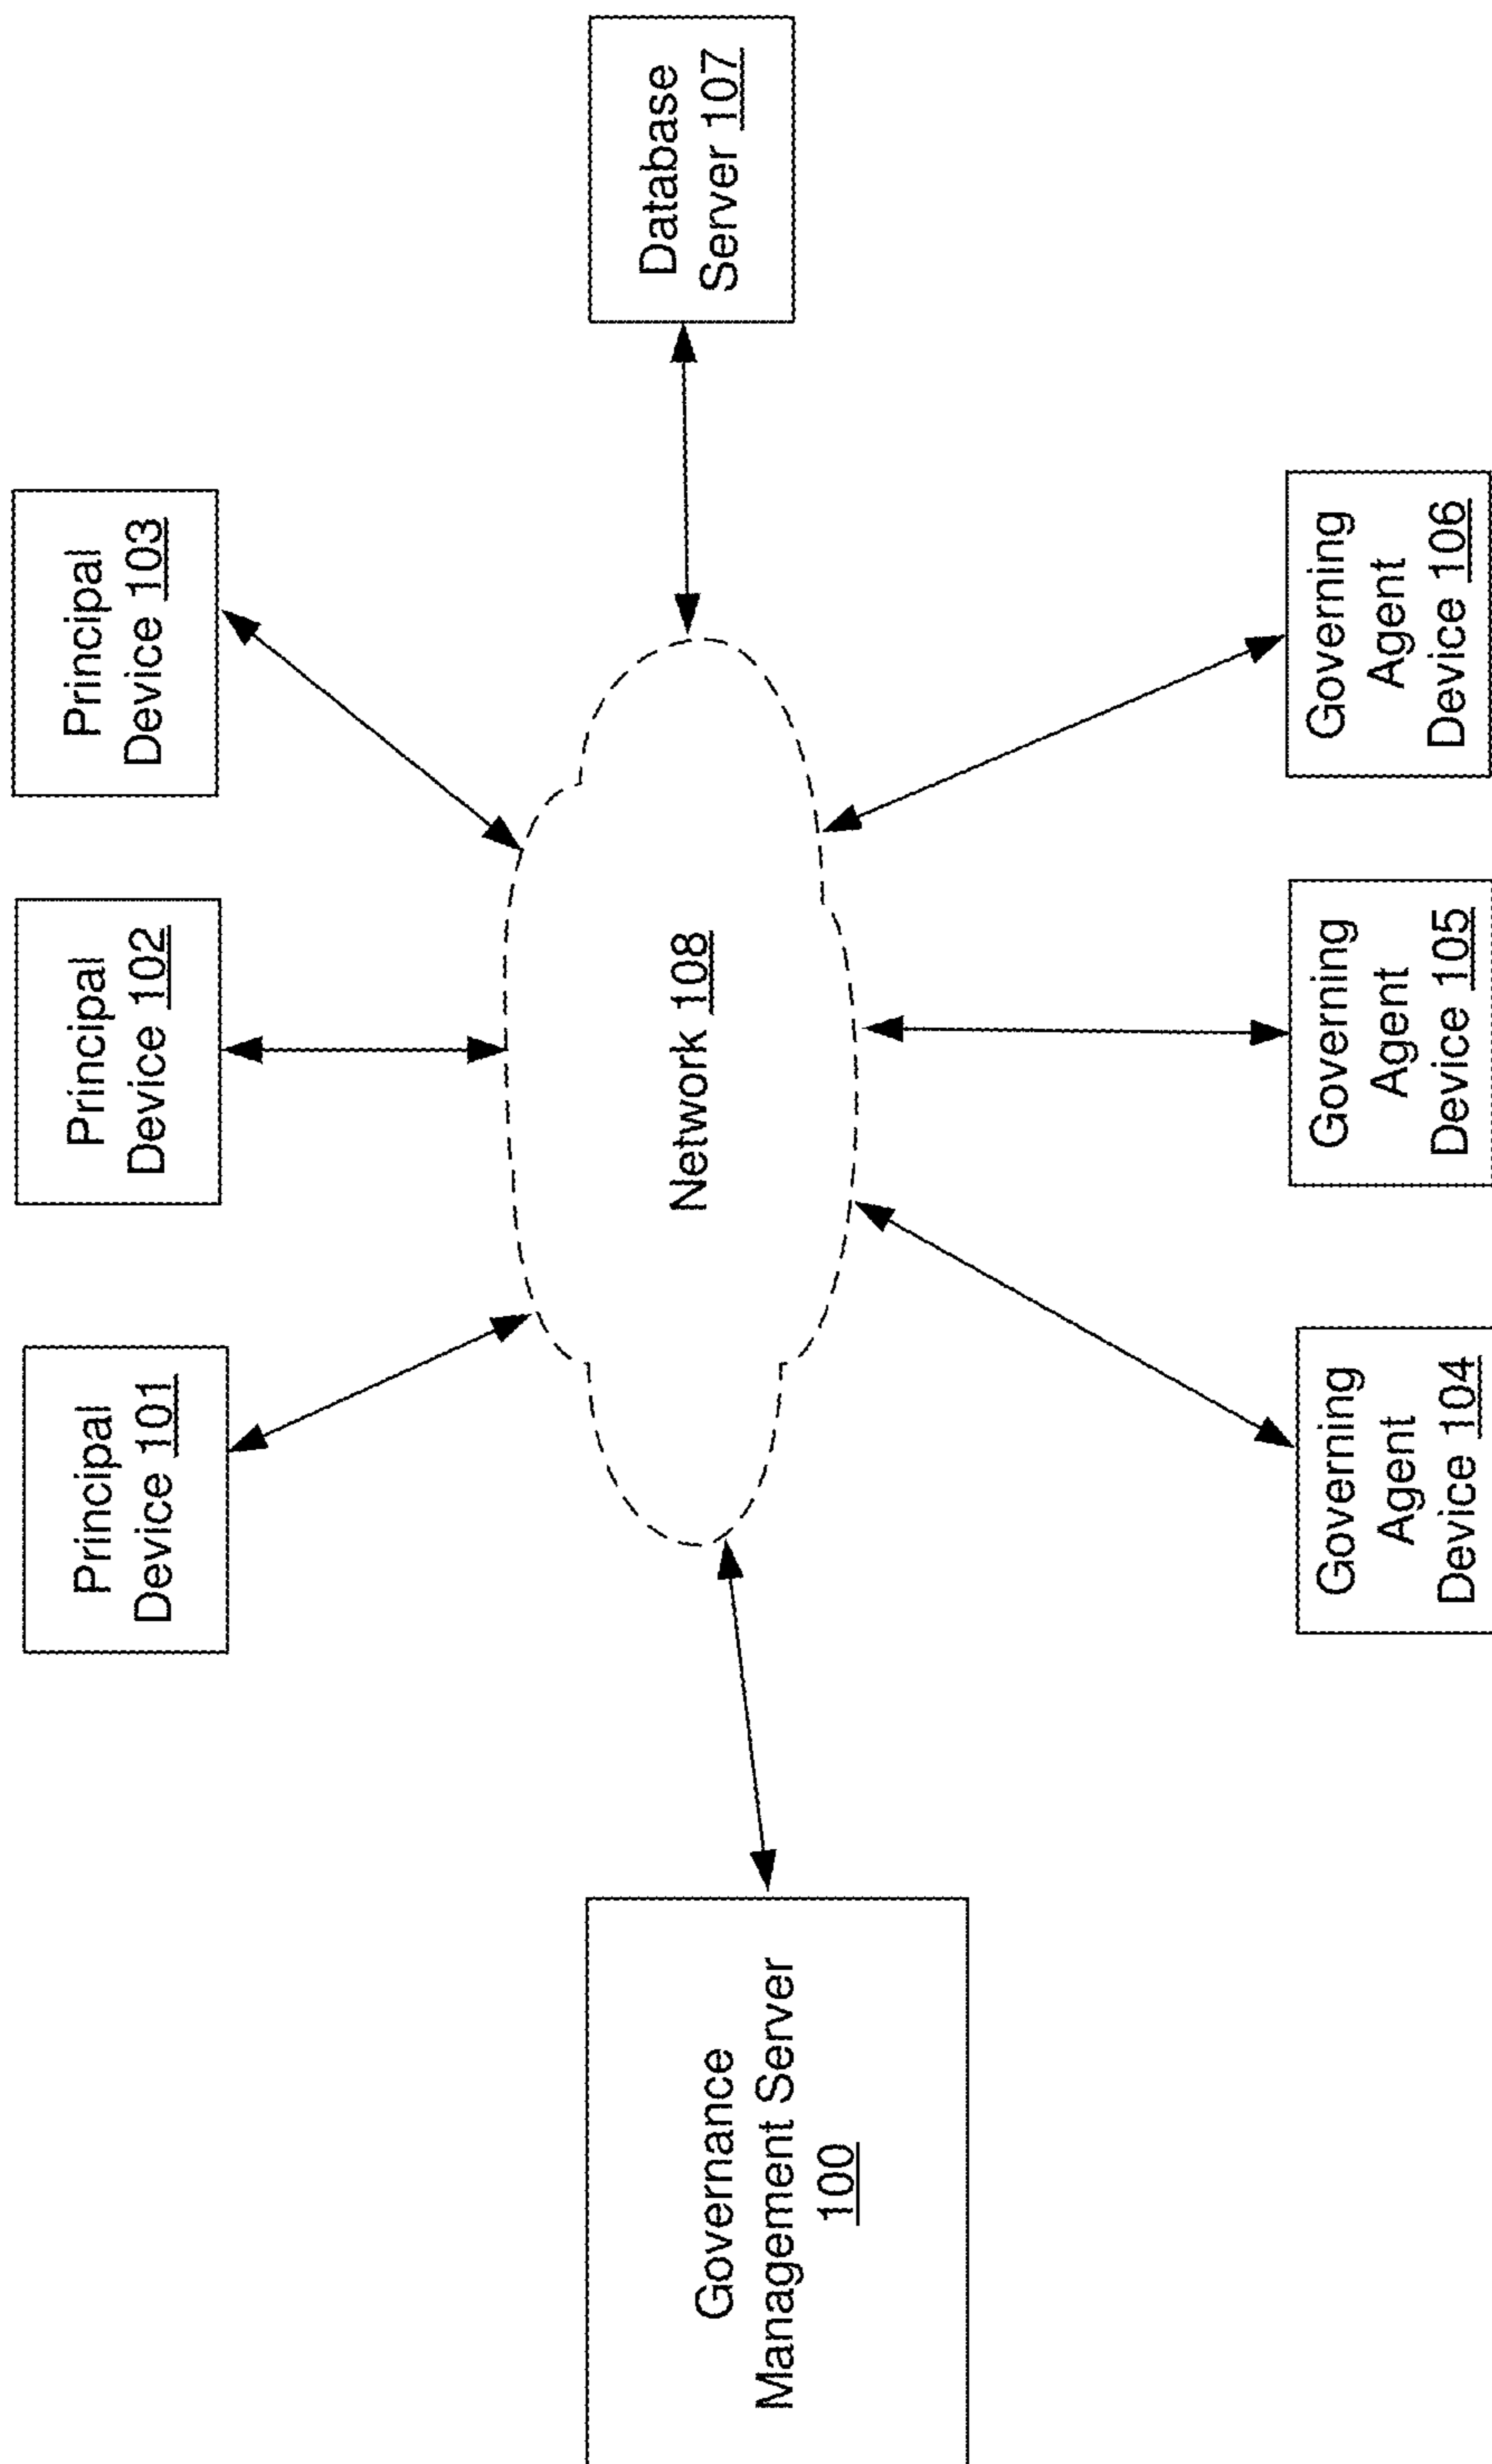 Principal
Device 101
Principal
Device 102
Principal
Device 103
Governance
Management Server
100
Network 108
Database
Server 107
Governing
Agent
Device 104
Governing
Agent
Device 105
Governing
Agent
Device 106